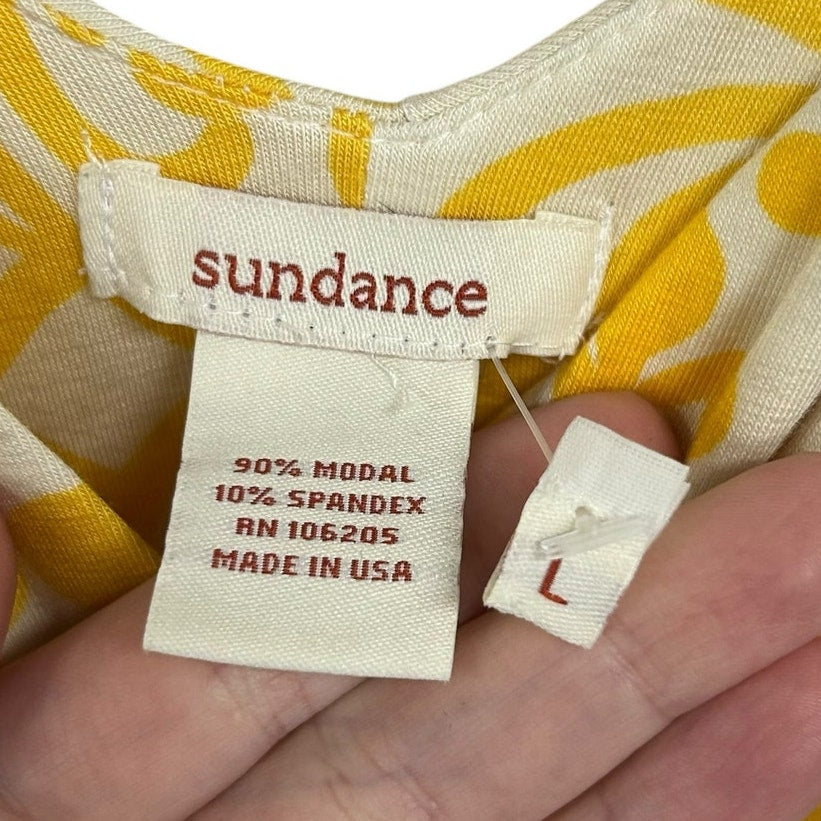 sundance
90% MODAL
10% SPANDEX
RN 106205
MADE IN USA
L